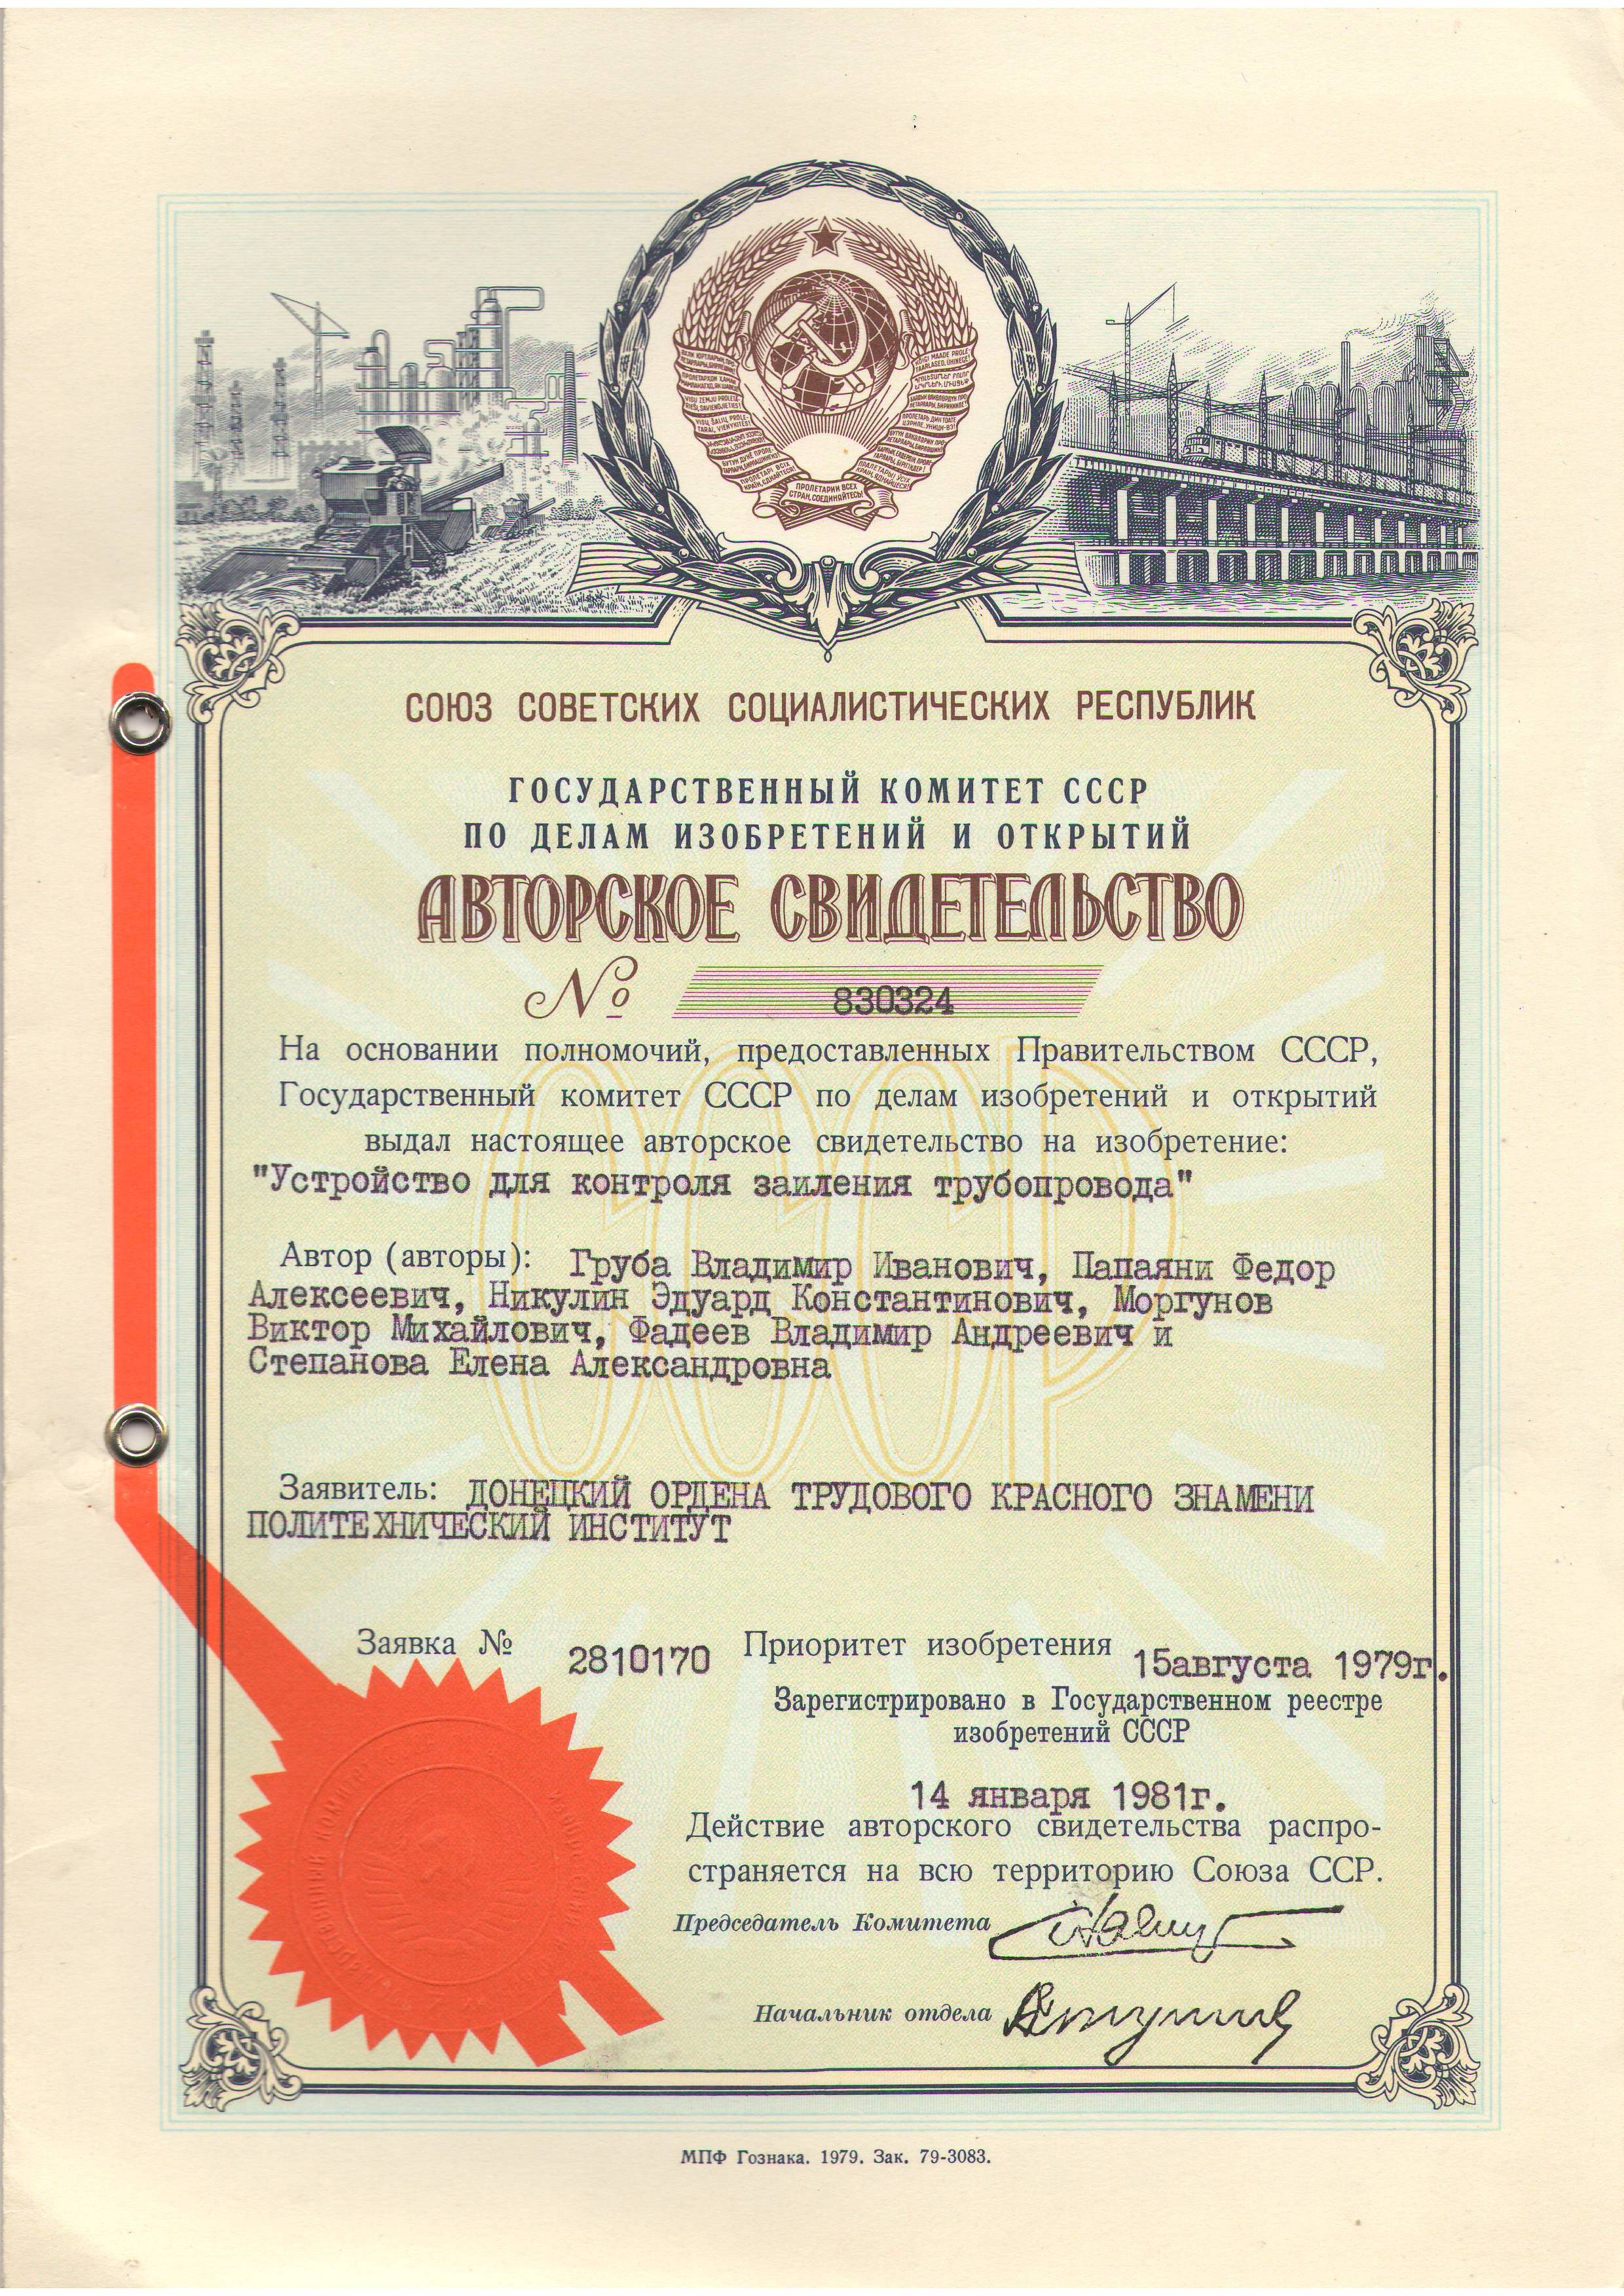 ПРОЛЕТАРИИ ВСЕХ
СТРАН, СОЕДИНЯЙТЕСЬ!
СОЮЗ СОВЕТСКИХ СОЦИАЛИСТИЧЕСКИХ РЕСПУБЛИК
ГОСУДАРСТВЕННЫЙ КОМИТЕТ СССР
ПО ДЕЛАМ ИЗОБРЕТЕНИЙ И ОТКРЫТИЙ
АВТОРСКОЕ СВИДЕТЕЛЬСТВО
№ 830324
На основании полномочий, предоставленных Правительством СССР,
Государственный комитет СССР по делам изобретений и открытий
выдал настоящее авторское свидетельство на изобретение:
"Устройство для контроля заиления трубопровода"
Автор (авторы): Груба Владимир Иванович, Папаяни Федор
Алексеевич, Никулин Эдуард Константинович, Моргунов
Виктор Михайлович, Фадеев Владимир Андреевич и
Степанова Елена Александровна
СССР
Заявитель: ДОНЕЦКИЙ ОРДЕНА ТРУДОВОГО КРАСНОГО ЗНАМЕНИ
ПОЛИТЕХНИЧЕСКИЙ ИНСТИТУТ
Заявка № 2810170 Приоритет изобретения 15августа 1979г.
Зарегистрировано в Государственном реестре
изобретений СССР
14 января 1981г.
Действие авторского свидетельства распро-
страняется на всю территорию Союза ССР.
Председатель Комитета
Начальник отдела
МПФ Гознака. 1979. Зак. 79-3083.